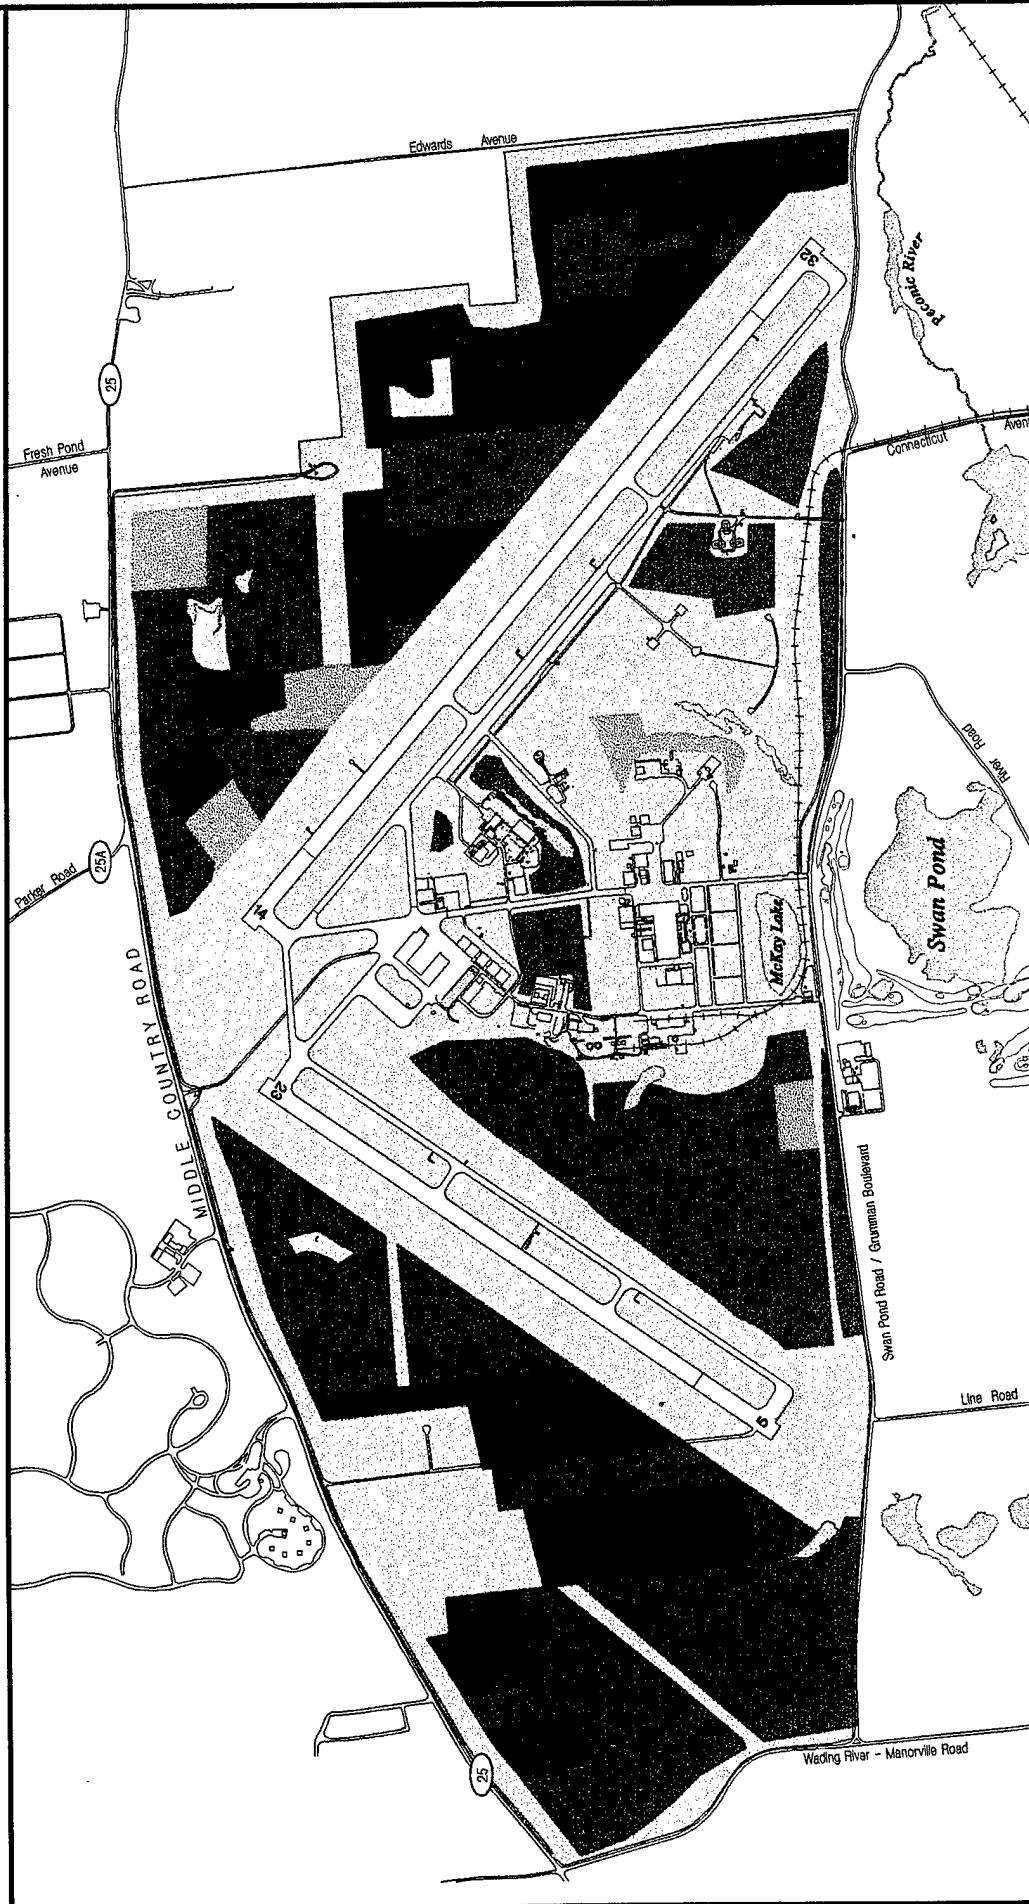 Edwards Avenue
32
Peconic River
25
Fresh Pond
Avenue
Connecticut Aven
River Road
25A
Parker Road
14
Swan Pond
McKay Lake
MIDDLE COUNTRY ROAD
23
Swan Pond Road / Grumman Boulevard
Line Road
5
25
Wading River - Manorville Road